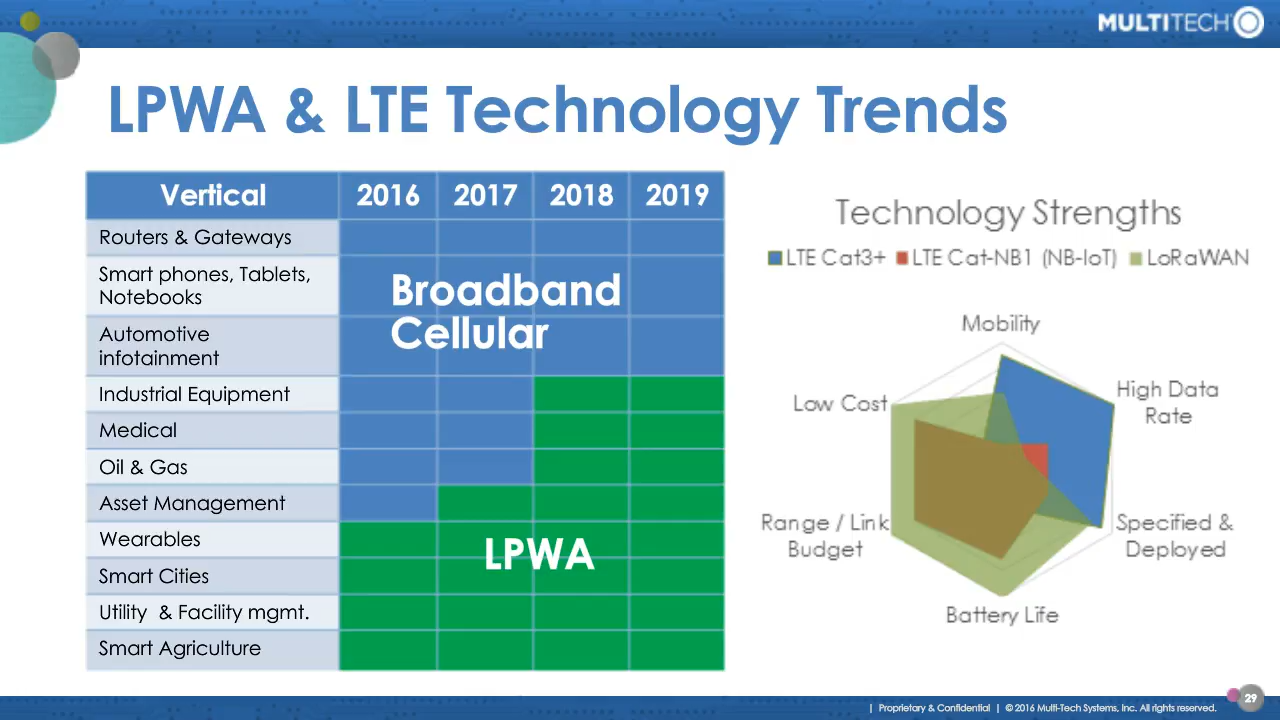 MULTITECH
LPWA & LTE Technology Trends
Vertical 2016 2017 2018 2019
Routers & Gateways
Smart phones, Tablets,
Notebooks
Automotive
infotainment
Industrial Equipment
Medical
Oil & Gas
Asset Management
Wearables
Smart Cities
Utility & Facility mgmt.
Smart Agriculture
Broadband
Cellular
LPWA
Technology Strengths
LTE Cat3+ LTE Cat-NB1 (NB-IoT) LoRaWAN
Mobility
High Data
Rate
Specified &
Deployed
Battery Life
Range / Link
Budget
Low Cost
| Proprietary & Confidential | © 2016 Multi-Tech Systems, Inc. All rights reserved.
29